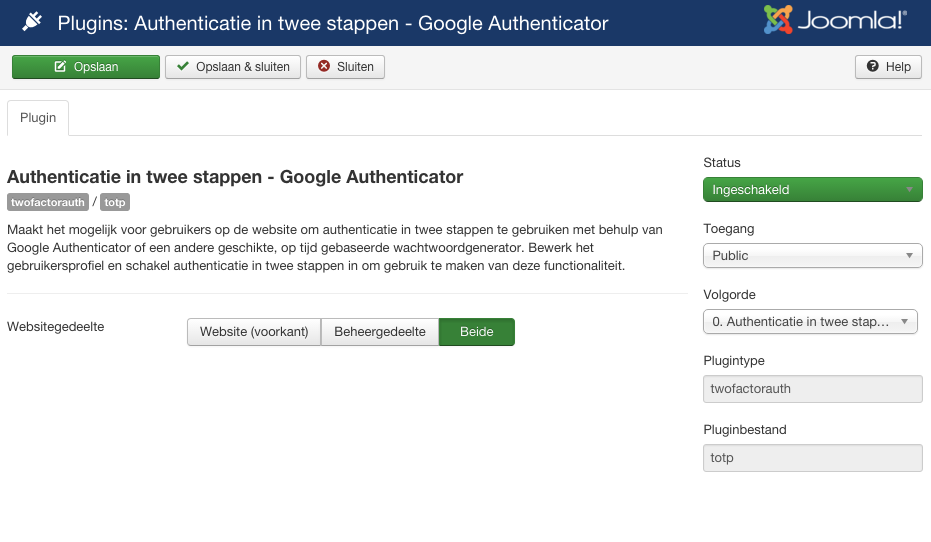 Plugins: Authenticatie in twee stappen - Google Authenticator
Joomla!®
Opslaan
Opslaan & sluiten
Sluiten
Help
Plugin
Authenticatie in twee stappen - Google Authenticator
twofactorauth / totp
Maakt het mogelijk voor gebruikers op de website om authenticatie in twee stappen te gebruiken met behulp van
Google Authenticator of een andere geschikte, op tijd gebaseerde wachtwoordgenerator. Bewerk het
gebruikersprofiel en schakel authenticatie in twee stappen in om gebruik te maken van deze functionaliteit.
Websitegedeelte
Website (voorkant)
Beheergedeelte
Beide
Status
Ingeschakeld
Toegang
Public
Volgorde
0. Authenticatie in twee stap...
Plugintype
twofactorauth
Pluginbestand
totp